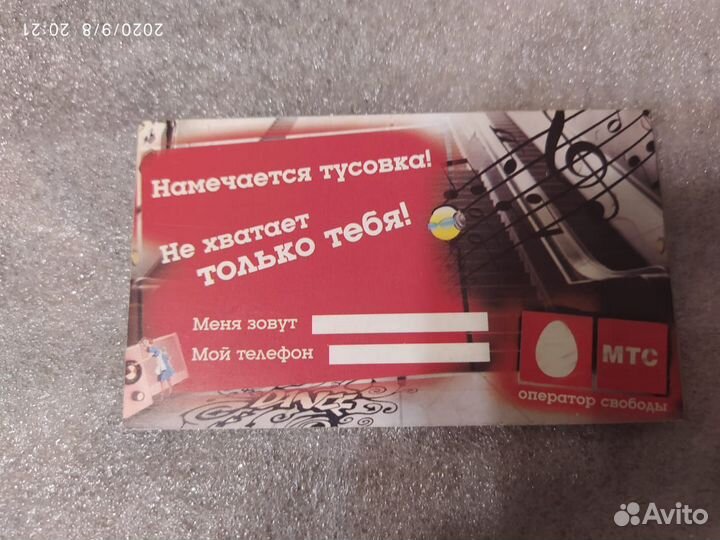 2020/9/8 20:21
Намечается тусовка!
Не хватает
только тебя!
Меня зовут
Мой телефон
МТС
оператор свободы
DANCE
Avito